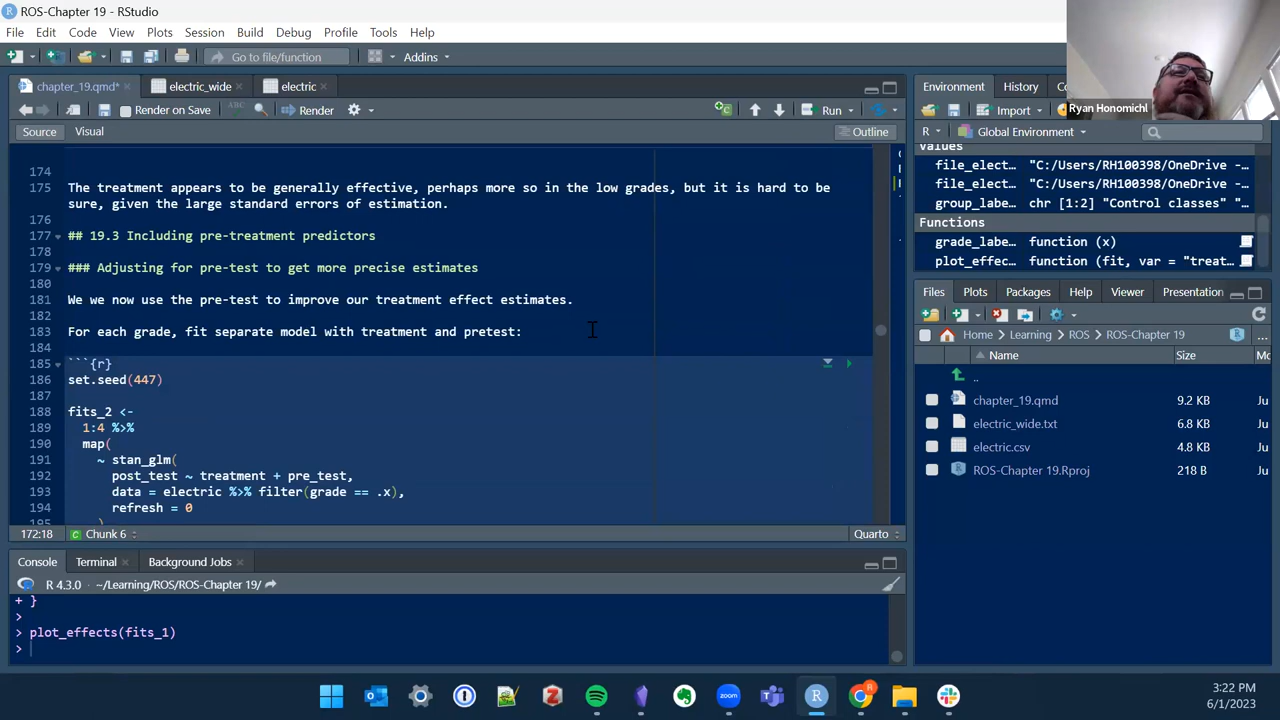 ROS-Chapter 19 - RStudio
File Edit Code View Plots Session Build Debug Profile Tools Help
Go to file/function Addins
chapter_19.qmd* electric_wide electric
Render on Save ABC Render Run
Source Visual Outline
174
175 The treatment appears to be generally effective, perhaps more so in the low grades, but it is hard to be
sure, given the large standard errors of estimation.
176
177 ## 19.3 Including pre-treatment predictors
178
179 ### Adjusting for pre-test to get more precise estimates
180
181 We we now use the pre-test to improve our treatment effect estimates.
182
183 For each grade, fit separate model with treatment and pretest:
184
185 ```{r}
186 set.seed(447)
187
188 fits_2 <-
189 1:4 %>%
190 map(
191 ~ stan_glm(
192 post_test ~ treatment + pre_test,
193 data = electric %>% filter(grade == .x),
194 refresh = 0
195 )
172:18 Chunk 6 Quarto
Console Terminal Background Jobs
R 4.3.0 · ~/Learning/ROS/ROS-Chapter 19/
+ }
>
> plot_effects(fits_1)
>
Environment History Co
Import
R Global Environment
Values
file_elect… "C:/Users/RH100398/OneDrive -…
file_elect… "C:/Users/RH100398/OneDrive -…
group_labe… chr [1:2] "Control classes" "…
Functions
grade_labe… function (x)
plot_effec… function (fit, var = "treat…
Files Plots Packages Help Viewer Presentation
Home Learning ROS ROS-Chapter 19 ...
Name Size Mo
..
chapter_19.qmd 9.2 KB Ju
electric_wide.txt 6.8 KB Ju
electric.csv 4.8 KB Ju
ROS-Chapter 19.Rproj 218 B Ju
Ryan Honomichl
zoom
3:22 PM
6/1/2023